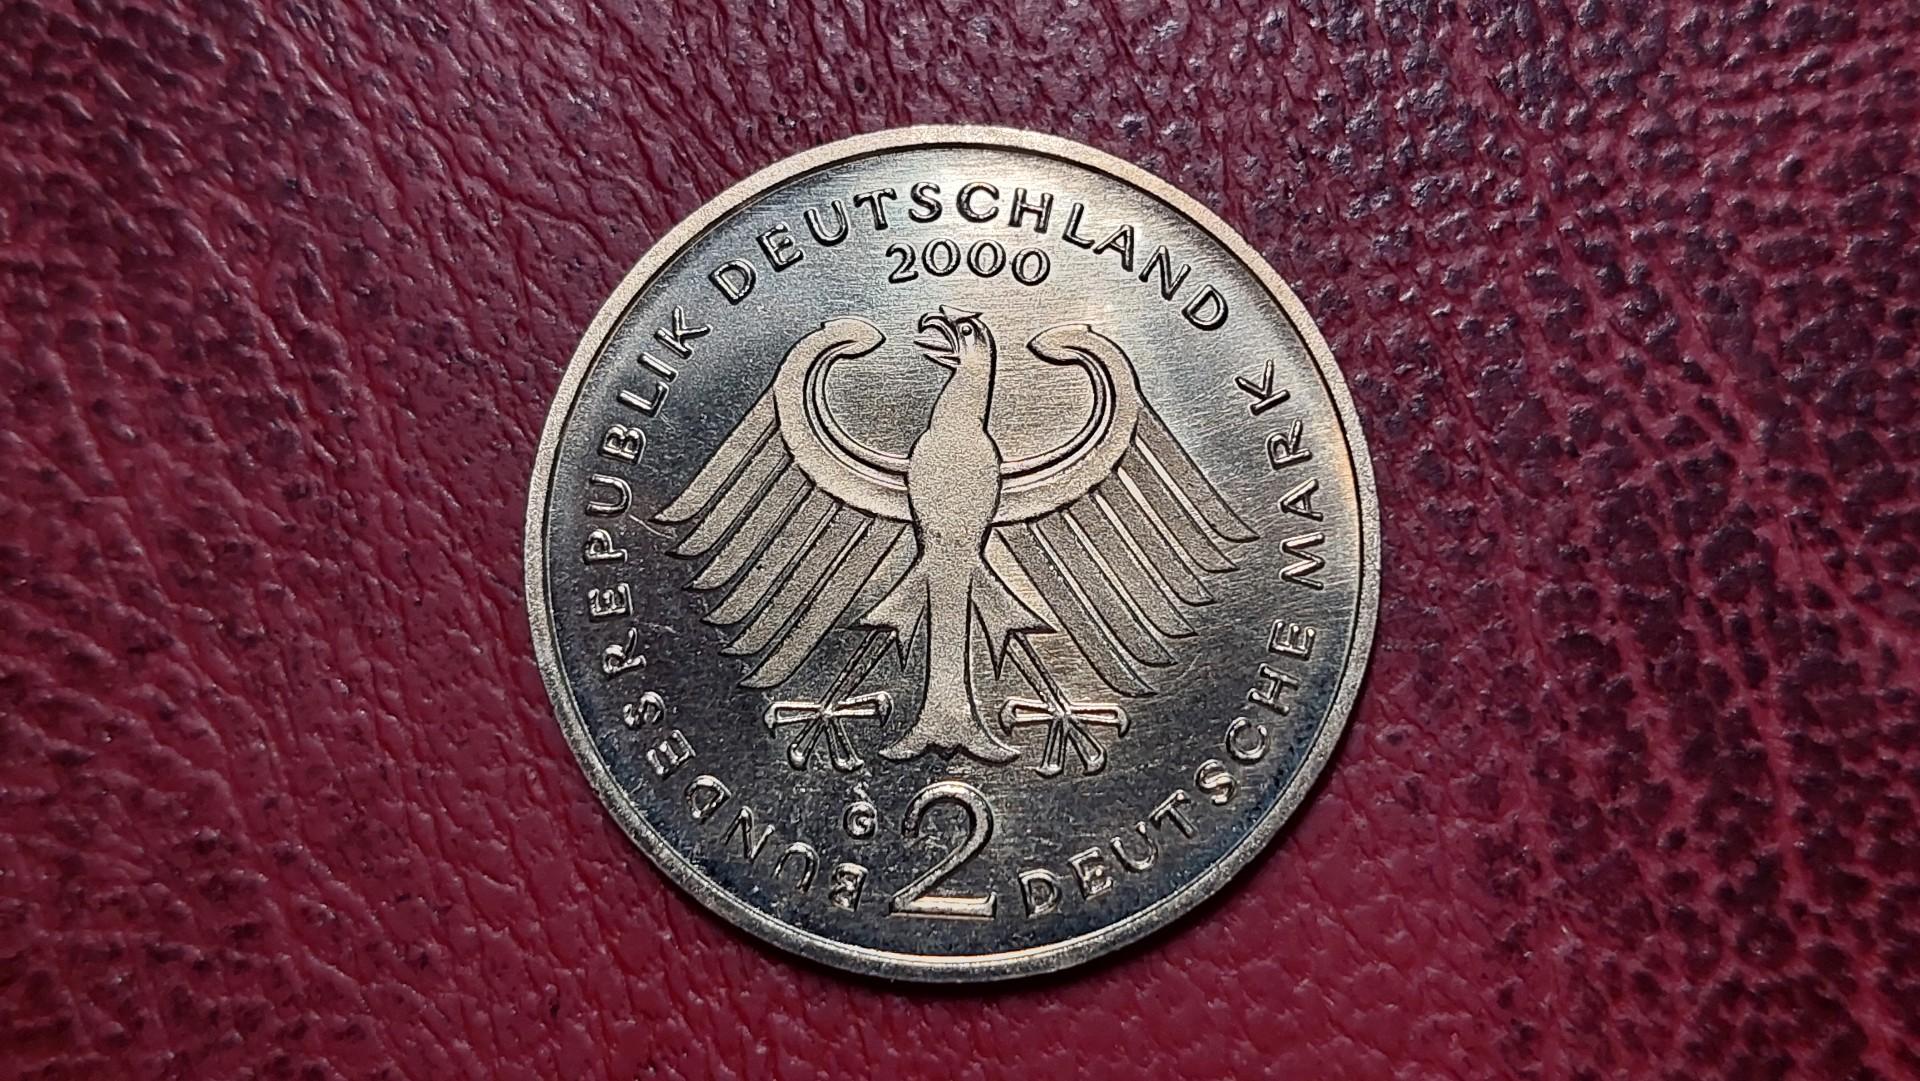 BUNDESREPUBLIK DEUTSCHLAND
2000
G
2
DEUTSCHE MARK